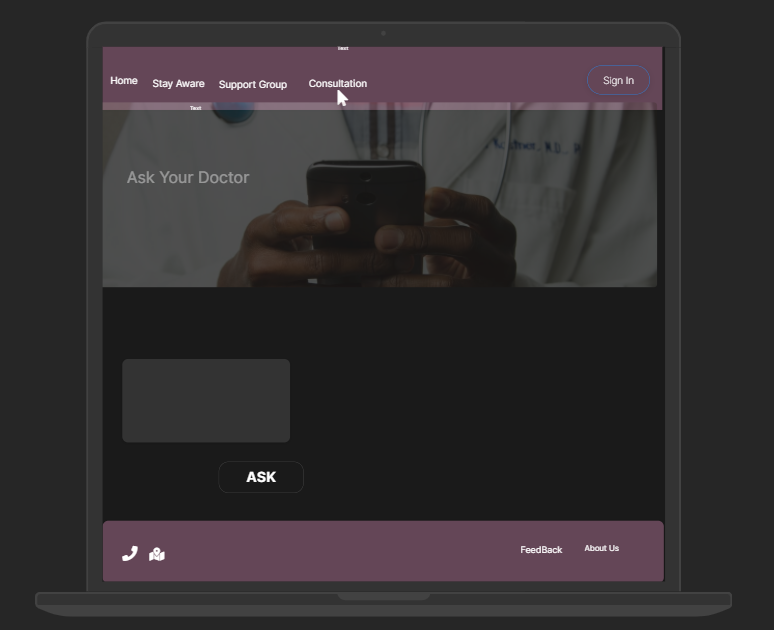 Text
Home
Stay Aware
Support Group
Consultation
Sign In
Text
Ask Your Doctor
ASK
FeedBack
About Us